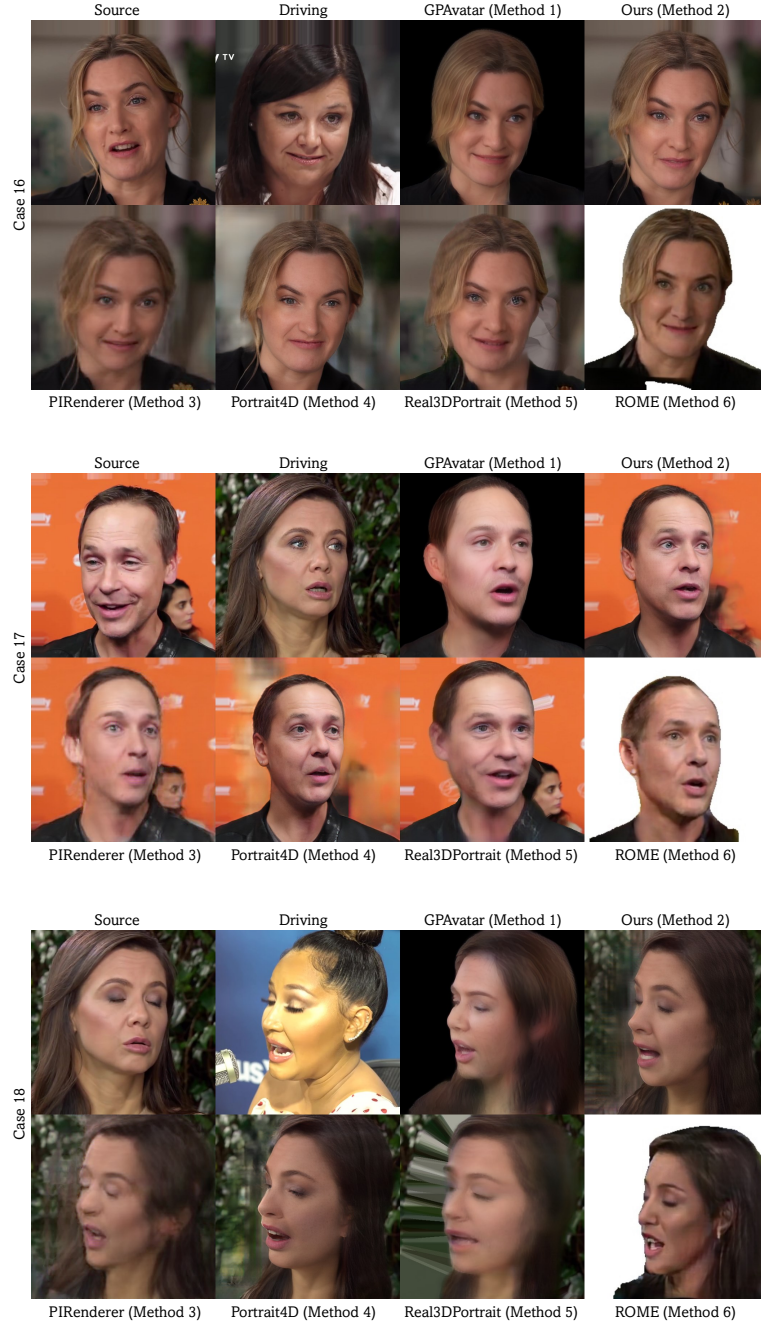 Source Driving GPAvatar (Method 1) Ours (Method 2)
TV
Case 16
PIRenderer (Method 3) Portrait4D (Method 4) Real3DPortrait (Method 5) ROME (Method 6)
Source Driving GPAvatar (Method 1) Ours (Method 2)
Case 17
PIRenderer (Method 3) Portrait4D (Method 4) Real3DPortrait (Method 5) ROME (Method 6)
Source Driving GPAvatar (Method 1) Ours (Method 2)
Case 18
PIRenderer (Method 3) Portrait4D (Method 4) Real3DPortrait (Method 5) ROME (Method 6)